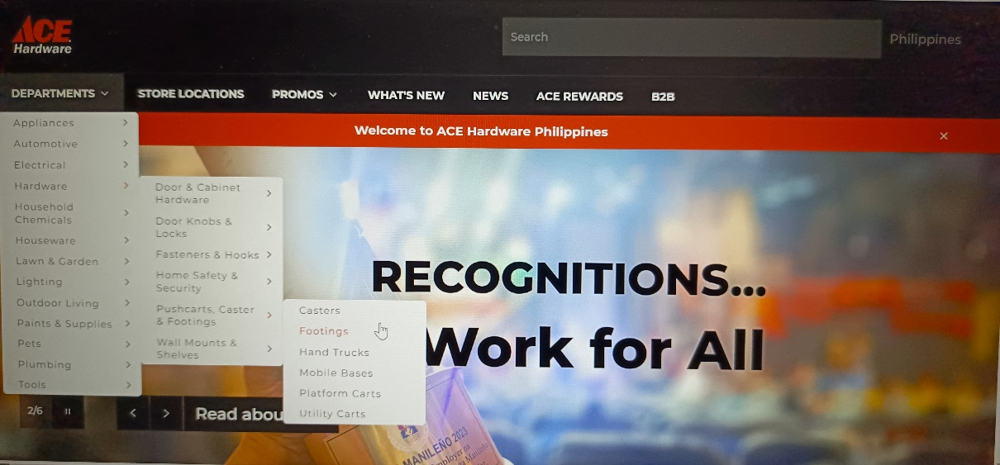 ACE
Hardware
Search
Philippines
DEPARTMENTS
STORE LOCATIONS
PROMOS
WHAT'S NEW
NEWS
ACE REWARDS
B2B
Welcome to ACE Hardware Philippines
Appliances
Automotive
Electrical
Hardware
Household
Chemicals
Houseware
Lawn & Garden
Lighting
Outdoor Living
Paints & Supplies
Pets
Plumbing
Tools
Door & Cabinet
Hardware
Door Knobs &
Locks
Fasteners & Hooks
Home Safety &
Security
Pushcarts, Caster
& Footings
Wall Mounts &
Shelves
Casters
Footings
Hand Trucks
Mobile Bases
Platform Carts
Utility Carts
RECOGNITIONS...
Work for All
2/6
Read abou
MANILEÑO 2023
Employer na
Manileño